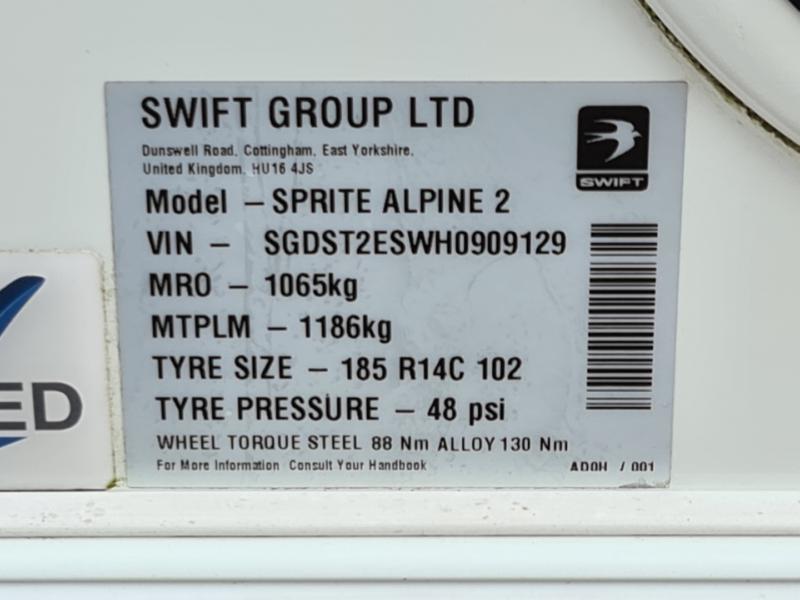 SWIFT GROUP LTD
Dunswell Road, Cottingham, East Yorkshire,
United Kingdom, HU16 4JS
SWIFT
Model – SPRITE ALPINE 2
VIN – SGDST2ESWH0909129
MRO – 1065kg
MTPLM – 1186kg
TYRE SIZE – 185 R14C 102
TYRE PRESSURE – 48 psi
WHEEL TORQUE STEEL 88 Nm ALLOY 130 Nm
For More Information Consult Your Handbook
/ 001
ED